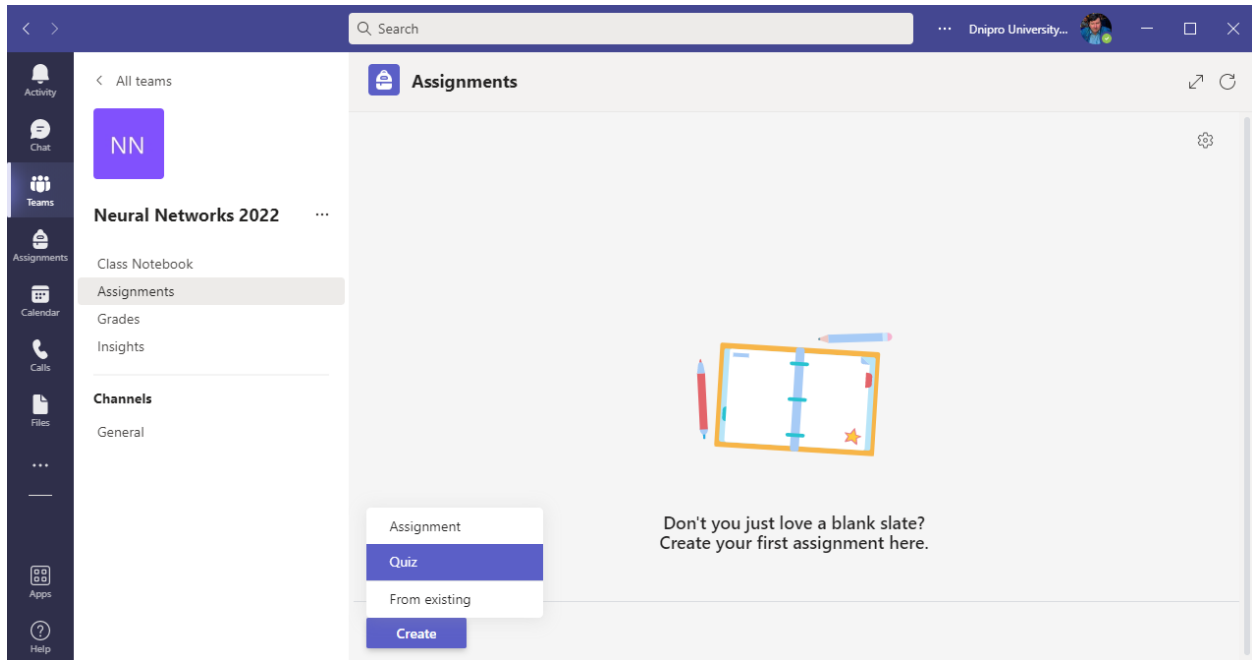 Search
Dnipro University...
Activity
Chat
Teams
Assignments
Calendar
Calls
Files
Apps
Help
All teams
NN
Neural Networks 2022
Class Notebook
Assignments
Grades
Insights
Channels
General
Assignments
Don't you just love a blank slate?
Create your first assignment here.
Assignment
Quiz
From existing
Create